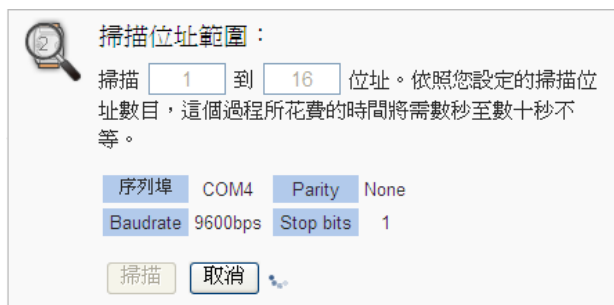 2
掃描位址範圍：
掃描 1 到 16 位址。依照您設定的掃描位
址數目，這個過程所花費的時間將需數秒至數十秒不
等。
序列埠 COM4 Parity None
Baudrate 9600bps Stop bits 1
掃描 取消